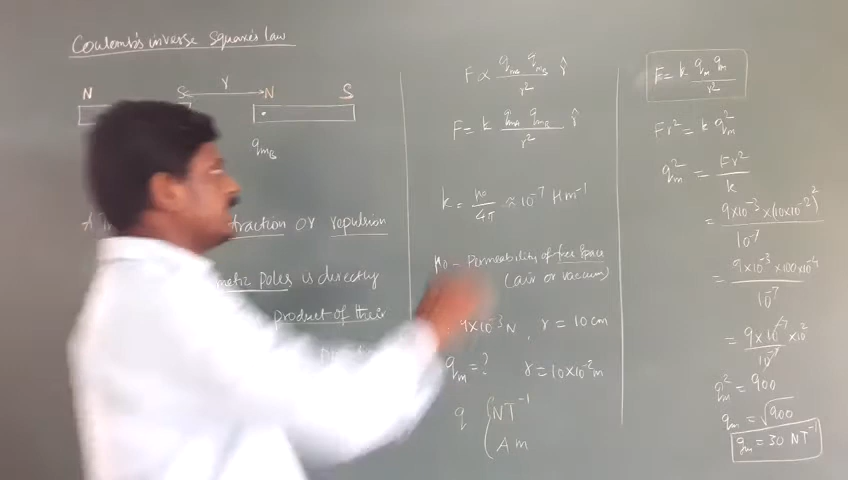 Coulomb's inverse square's law
N S r N S
q_mB
A T
traction or repulsion
netic poles is directly
product of their
F ∝ q_mA q_mB / r² r̂
F = k q_mA q_mB / r² r̂
k = μ₀ / 4π ≈ 10⁻⁷ Hm⁻¹
μ₀ – Permeability of free space
(air or vacuum)
9×10⁻³ N , r = 10 cm
q_m = ? r = 10×10⁻² m
q { NT⁻¹
A m
F = k q_m q_m / r²
Fr² = k q_m²
q_m² = Fr² / k
= 9×10⁻³ × (10×10⁻²)² / 10⁻⁷
= 9×10⁻³ × 100×10⁻⁴ / 10⁻⁷
= 9×10⁻⁷ × 10² / 10⁻⁷
q_m² = 900
q_m = √900
q_m = 30 NT⁻¹